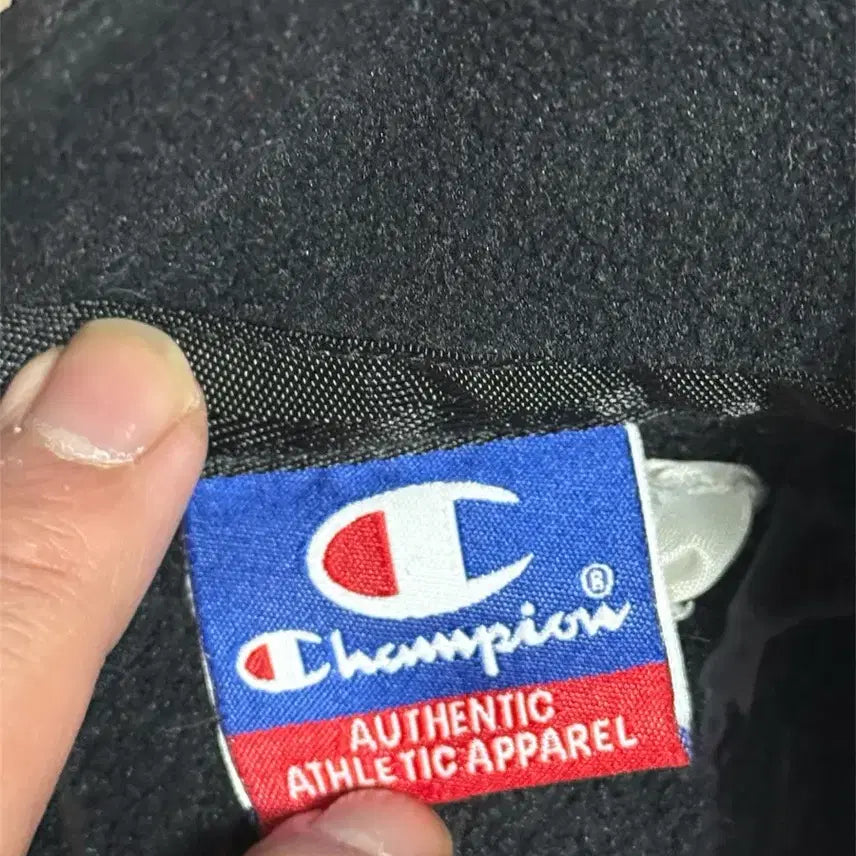 ®
Champion
AUTHENTIC
ATHLETIC APPAREL